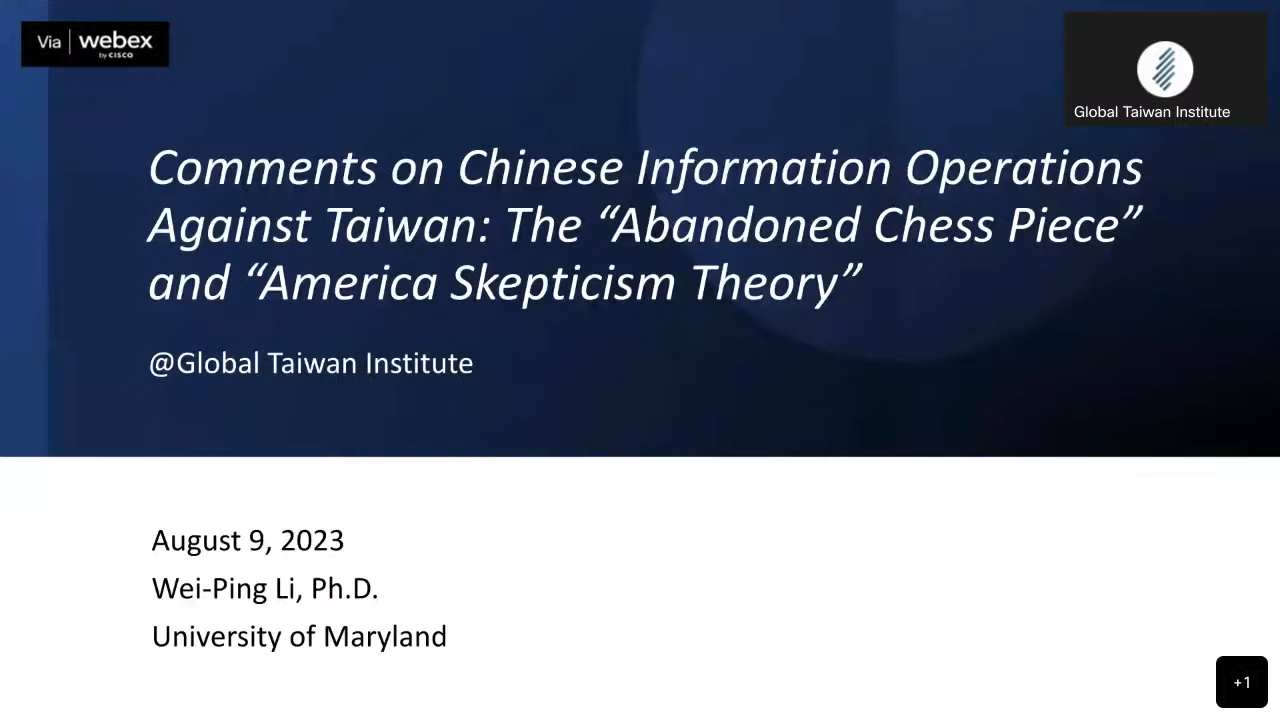 Via | webex
by CISCO
Global Taiwan Institute
Comments on Chinese Information Operations
Against Taiwan: The “Abandoned Chess Piece”
and “America Skepticism Theory”
@Global Taiwan Institute
August 9, 2023
Wei-Ping Li, Ph.D.
University of Maryland
+1